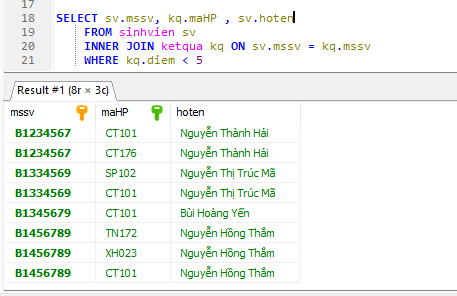 17
18 SELECT sv.mssv, kq.maHP , sv.hoten
19 FROM sinhvien sv
20 INNER JOIN ketqua kq ON sv.mssv = kq.mssv
21 WHERE kq.diem < 5
Result #1 (8r × 3c)
mssv maHP hoten
B1234567 CT101 Nguyễn Thành Hải
B1234567 CT176 Nguyễn Thành Hải
B1334569 SP102 Nguyễn Thị Trúc Mã
B1334569 CT101 Nguyễn Thị Trúc Mã
B1345679 CT101 Bùi Hoàng Yến
B1456789 TN172 Nguyễn Hồng Thắm
B1456789 XH023 Nguyễn Hồng Thắm
B1456789 CT101 Nguyễn Hồng Thắm